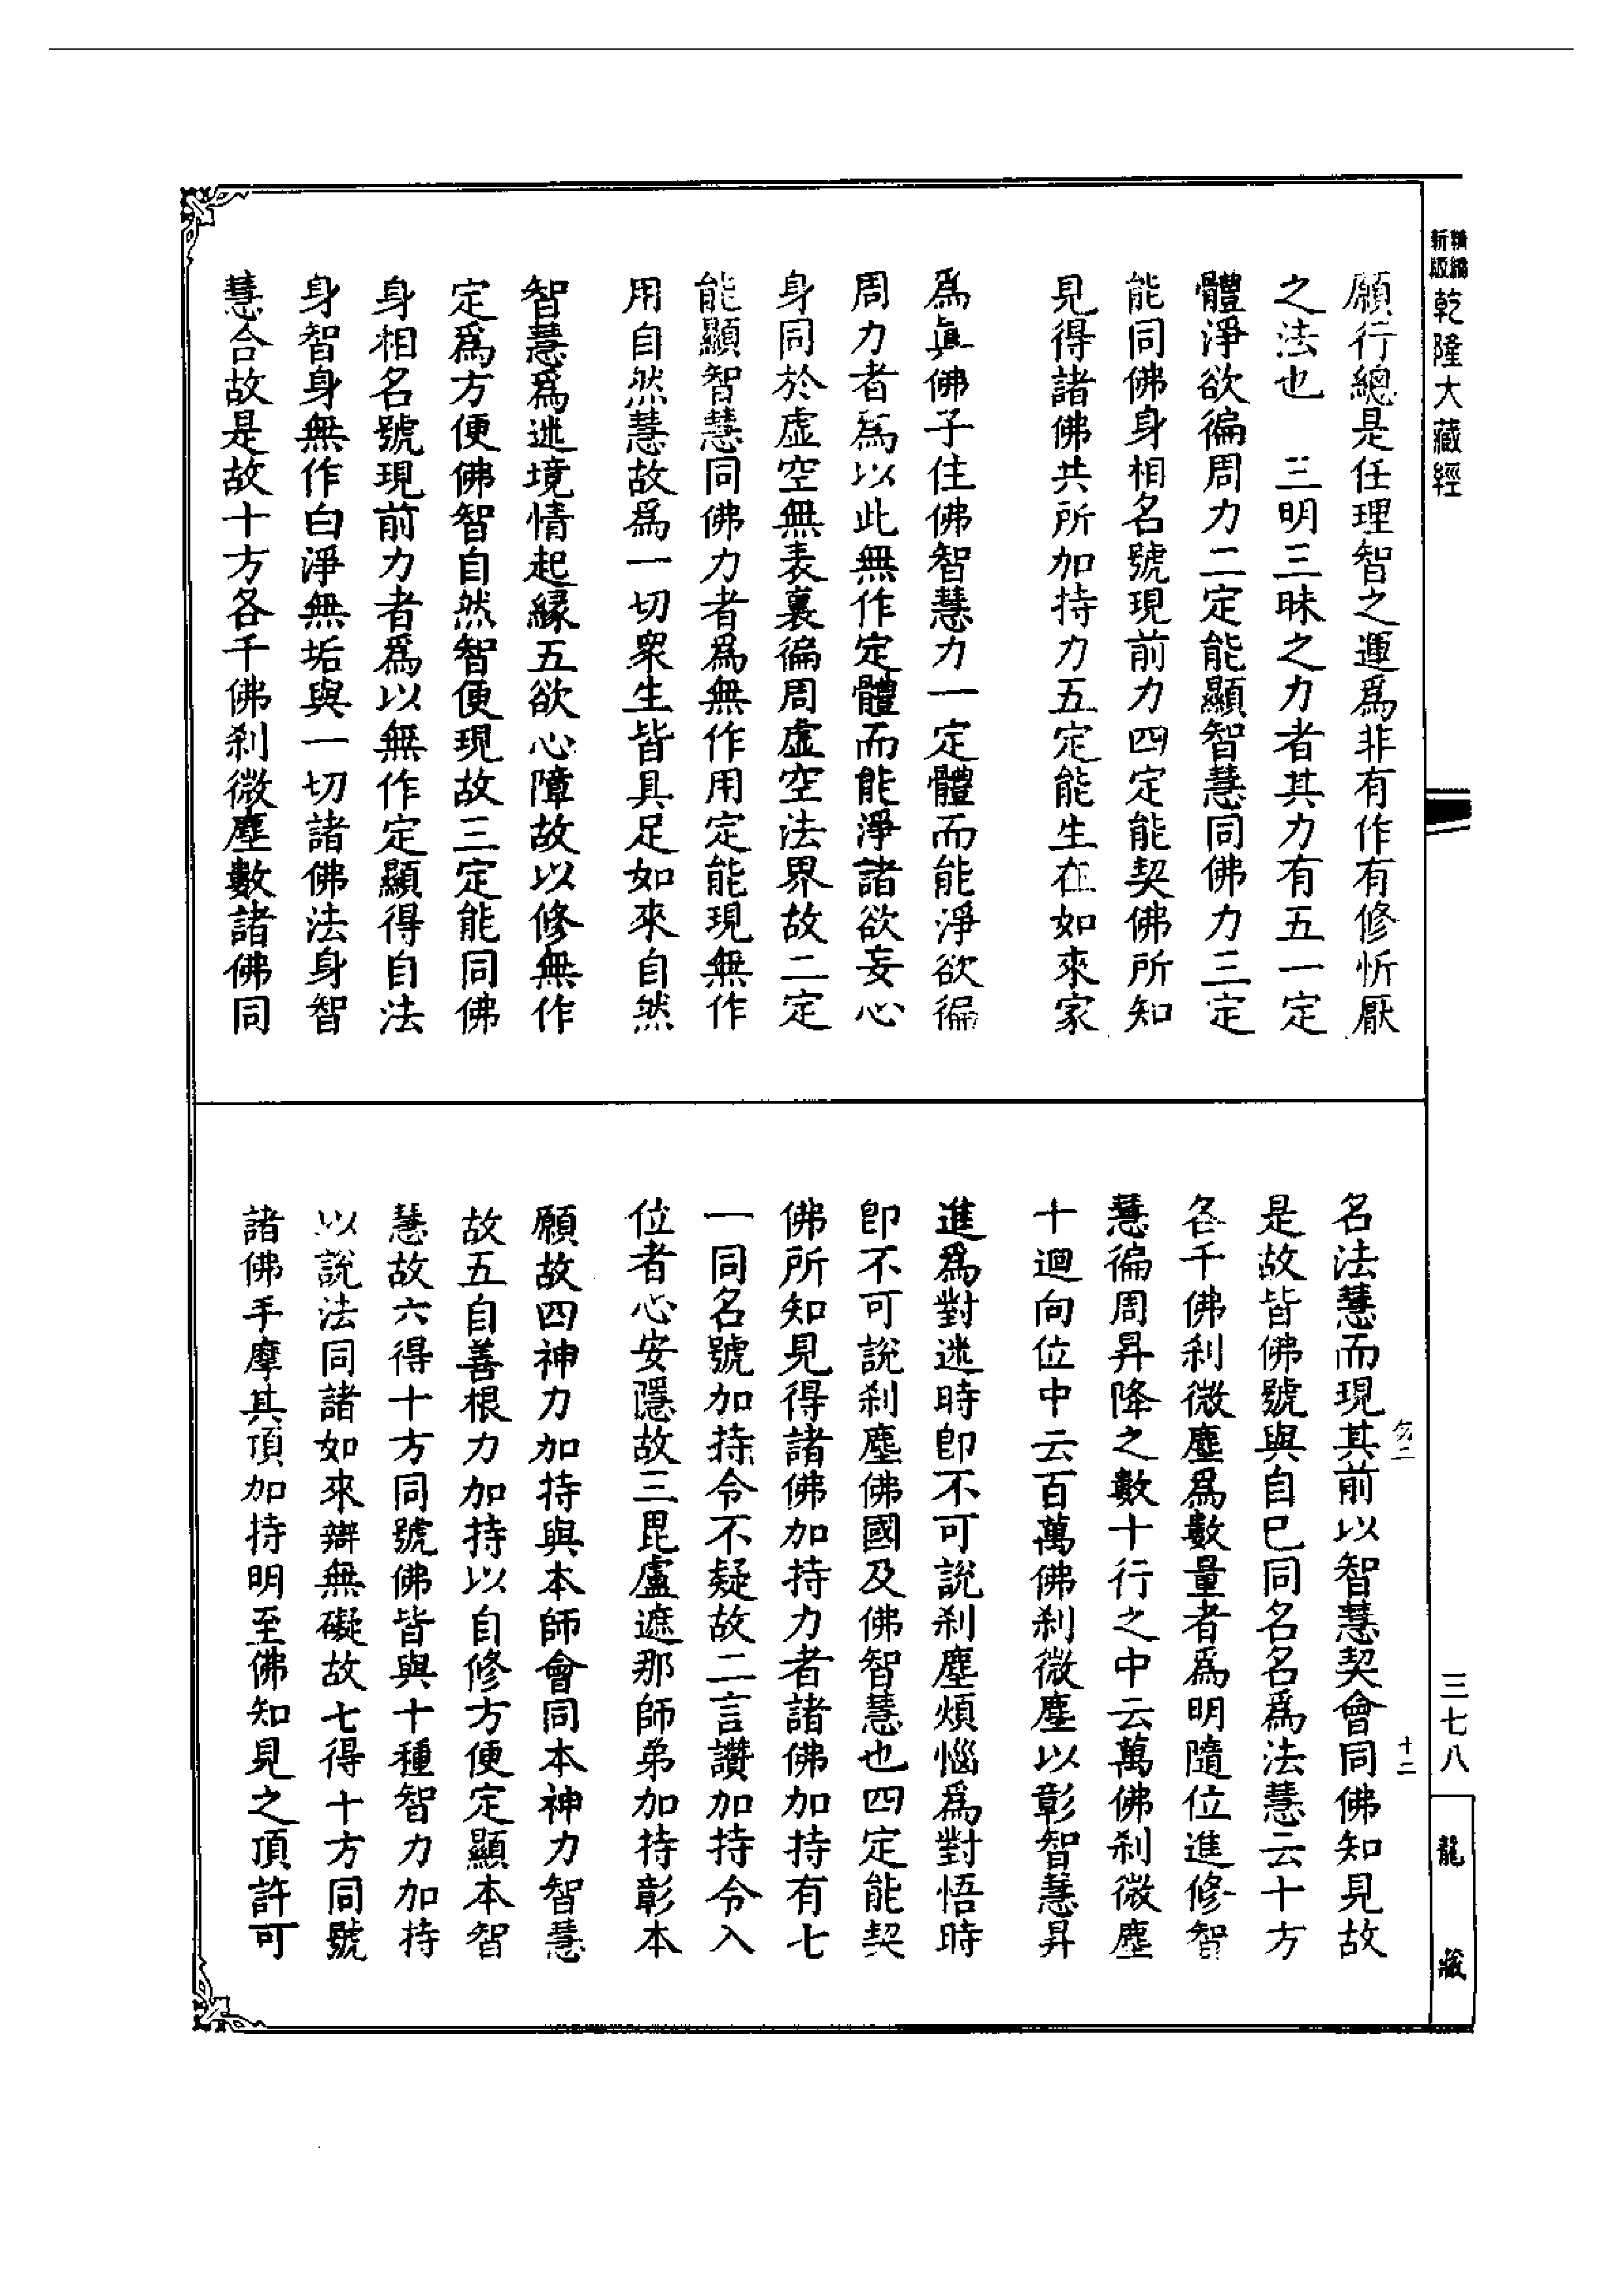 新編
新版
乾隆大藏經
願行總是任理智之運爲非有作有修忻厭
之法也　三明三昧之力者其力有五一定
體淨欲徧周力二定能顯智慧同佛力三定
能同佛身相名號現前力四定能契佛所知
見得諸佛共所加持力五定能生在如來家
爲眞佛子住佛智慧力一定體而能淨欲徧
周力者爲以此無作定體而能淨諸欲妄心
身同於虛空無表裏徧周虛空法界故二定
能顯智慧同佛力者爲無作用定能現無作
用自然慧故爲一切衆生皆具足如來自然
智慧爲迷境情起緣五欲心障故以修無作
定爲方便佛智自然智便現故三定能同佛
身相名號現前力者爲以無作定顯得自法
身智身無作白淨無垢與一切諸佛法身智
慧合故是故十方各千佛刹微塵數諸佛同
名法慧而現其前以智慧契會同佛知見故
是故皆佛號與自已同名名爲法慧云十方
各千佛刹微塵爲數量者爲明隨位進修智
慧徧周昇降之數十行之中云萬佛刹微塵
十迴向位中云百萬佛刹微塵以彰智慧昇
進爲對迷時卽不可說刹塵煩惱爲對悟時
卽不可說刹塵佛國及佛智慧也四定能契
佛所知見得諸佛加持力者諸佛加持有七
一同名號加持令不疑故二言讚加持令入
位者心安隱故三毘盧遮那師弟加持彰本
願故四神力加持與本師會同本神力智慧
故五自善根力加持以自修方便定顯本智
慧故六得十方同號佛皆與十種智力加持
以說法同諸如來辯無礙故七得十方同號
諸佛手摩其頂加持明至佛知見之頂許可
十二
三七八
龍藏